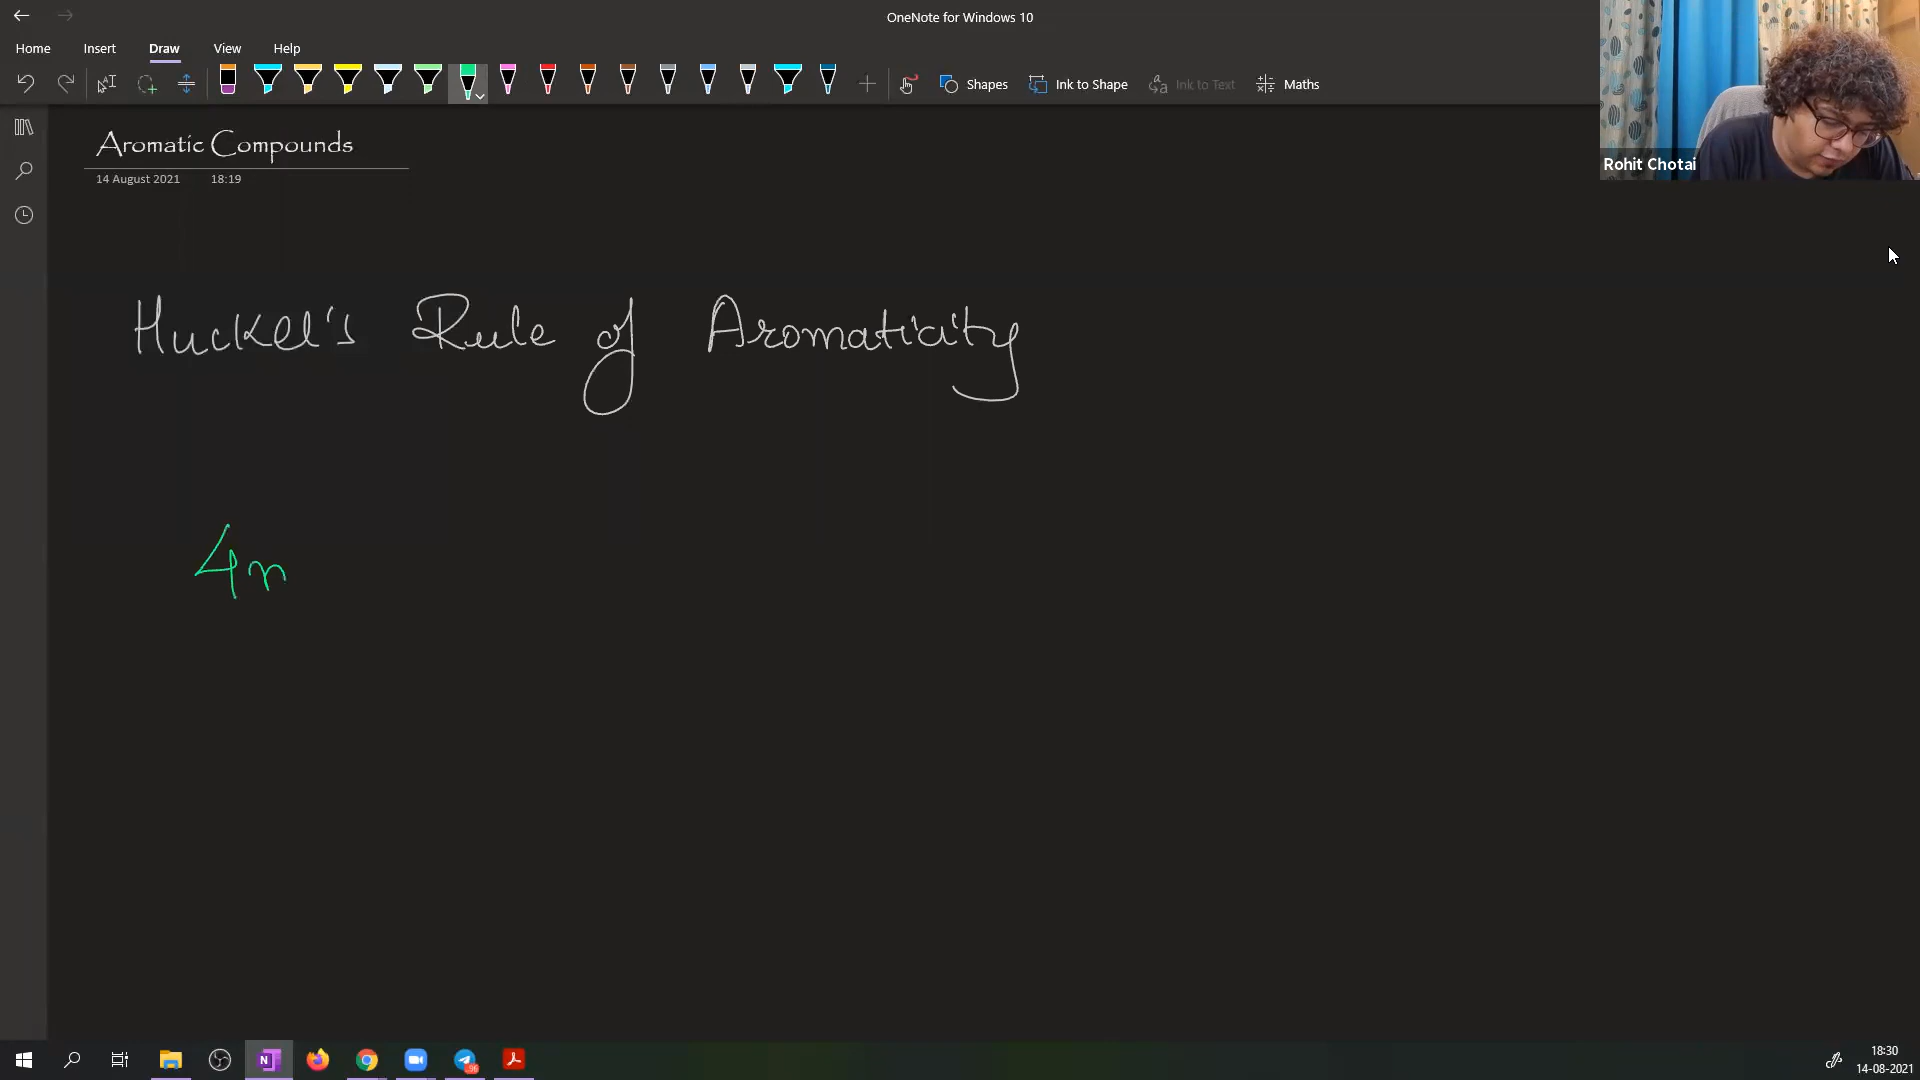 OneNote for Windows 10
Home Insert Draw View Help
Shapes Ink to Shape Ink to Text Maths
Rohit Chotai
Aromatic Compounds
14 August 2021 18:19
Huckel's Rule of Aromaticity
4n
18:30
14-08-2021